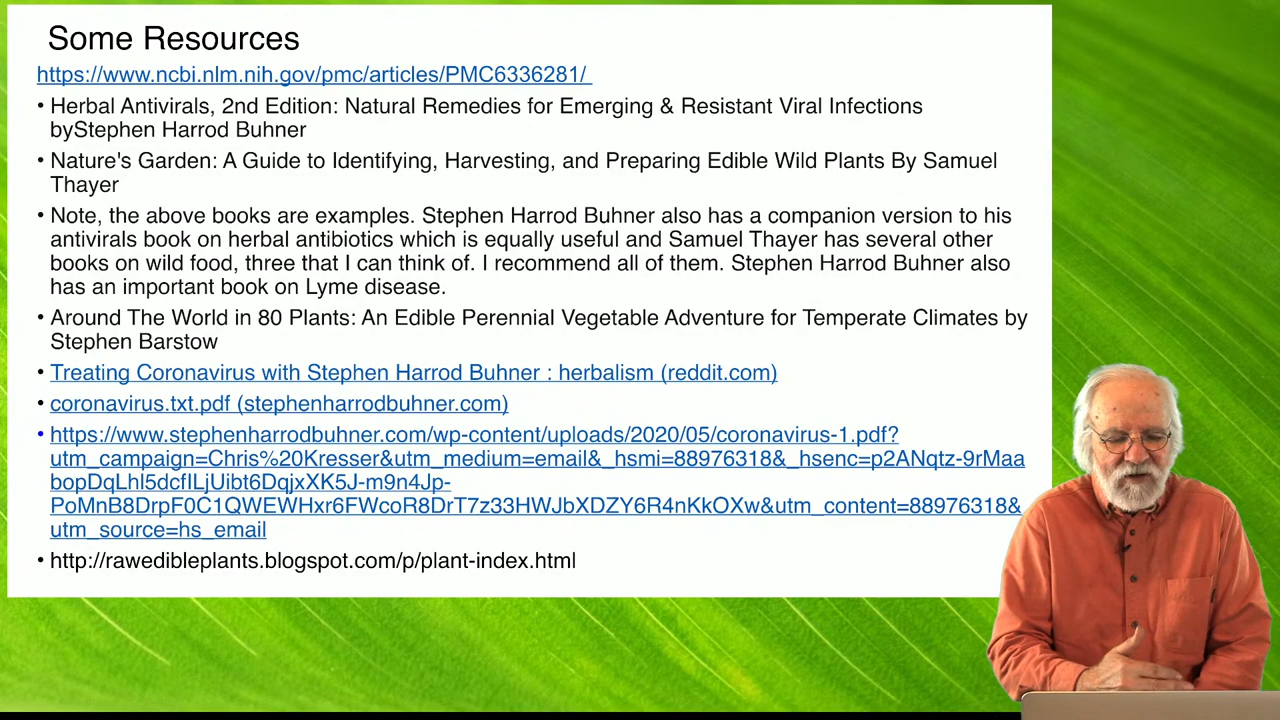 Some Resources
https://www.ncbi.nlm.nih.gov/pmc/articles/PMC6336281/
• Herbal Antivirals, 2nd Edition: Natural Remedies for Emerging & Resistant Viral Infections
byStephen Harrod Buhner
• Nature's Garden: A Guide to Identifying, Harvesting, and Preparing Edible Wild Plants By Samuel
Thayer
• Note, the above books are examples. Stephen Harrod Buhner also has a companion version to his
antivirals book on herbal antibiotics which is equally useful and Samuel Thayer has several other
books on wild food, three that I can think of. I recommend all of them. Stephen Harrod Buhner also
has an important book on Lyme disease.
• Around The World in 80 Plants: An Edible Perennial Vegetable Adventure for Temperate Climates by
Stephen Barstow
• Treating Coronavirus with Stephen Harrod Buhner : herbalism (reddit.com)
• coronavirus.txt.pdf (stephenharrodbuhner.com)
• https://www.stephenharrodbuhner.com/wp-content/uploads/2020/05/coronavirus-1.pdf?
utm_campaign=Chris%20Kresser&utm_medium=email&_hsmi=88976318&_hsenc=p2ANqtz-9rMaa
bopDqLhl5dcfILjUibt6DqjxXK5J-m9n4Jp-
PoMnB8DrpF0C1QWEWHxr6FWcoR8DrT7z33HWJbXDZY6R4nKkOXw&utm_content=88976318&
utm_source=hs_email
• http://rawedibleplants.blogspot.com/p/plant-index.html